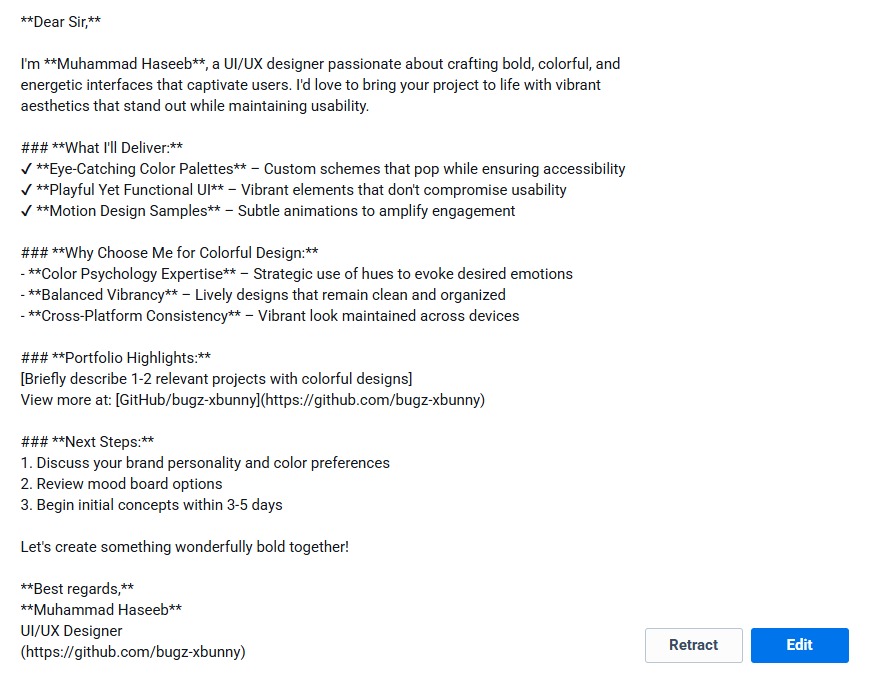 **Dear Sir,**
I'm **Muhammad Haseeb**, a UI/UX designer passionate about crafting bold, colorful, and
energetic interfaces that captivate users. I'd love to bring your project to life with vibrant
aesthetics that stand out while maintaining usability.
### **What I'll Deliver:**
✓ **Eye-Catching Color Palettes** – Custom schemes that pop while ensuring accessibility
✓ **Playful Yet Functional UI** – Vibrant elements that don't compromise usability
✓ **Motion Design Samples** – Subtle animations to amplify engagement
### **Why Choose Me for Colorful Design:**
- **Color Psychology Expertise** – Strategic use of hues to evoke desired emotions
- **Balanced Vibrancy** – Lively designs that remain clean and organized
- **Cross-Platform Consistency** – Vibrant look maintained across devices
### **Portfolio Highlights:**
[Briefly describe 1-2 relevant projects with colorful designs]
View more at: [GitHub/bugz-xbunny](https://github.com/bugz-xbunny)
### **Next Steps:**
1. Discuss your brand personality and color preferences
2. Review mood board options
3. Begin initial concepts within 3-5 days
Let's create something wonderfully bold together!
**Best regards,**
**Muhammad Haseeb**
UI/UX Designer
(https://github.com/bugz-xbunny)
Retract
Edit